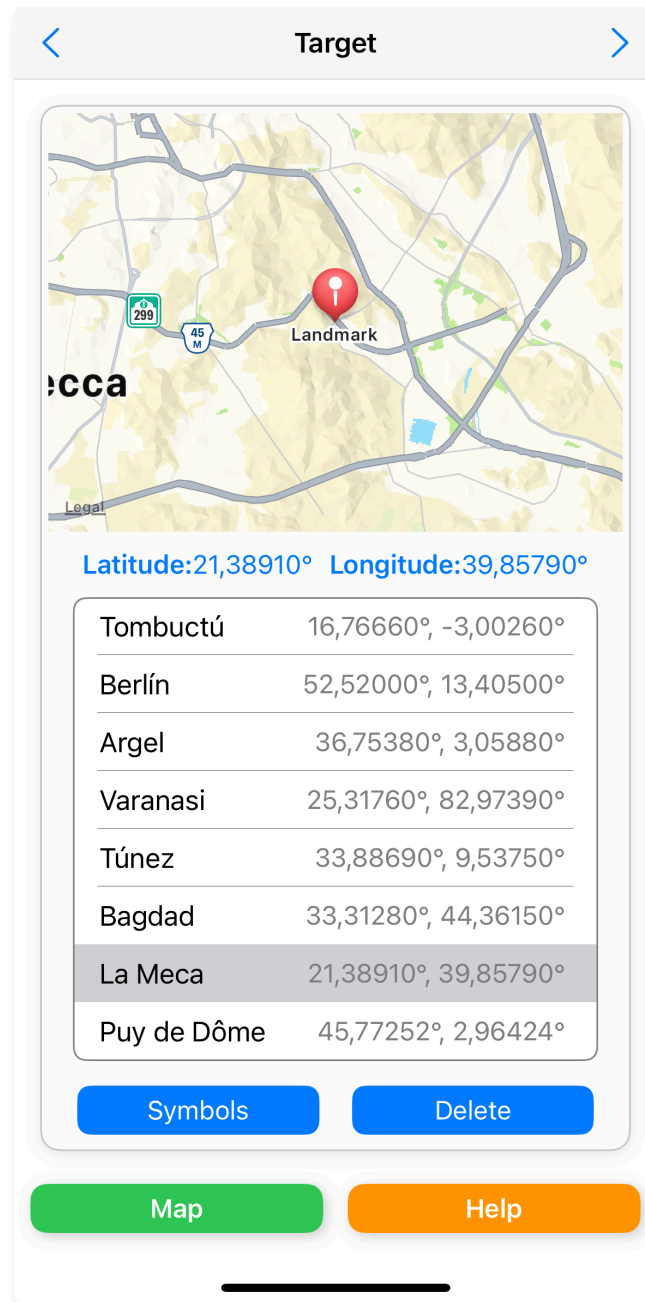 Target
299
45
M
Landmark
ecca
Legal
Latitude:21,38910° Longitude:39,85790°
Tombuctú 16,76660°, -3,00260°
Berlín 52,52000°, 13,40500°
Argel 36,75380°, 3,05880°
Varanasi 25,31760°, 82,97390°
Túnez 33,88690°, 9,53750°
Bagdad 33,31280°, 44,36150°
La Meca 21,38910°, 39,85790°
Puy de Dôme 45,77252°, 2,96424°
Symbols Delete
Map Help